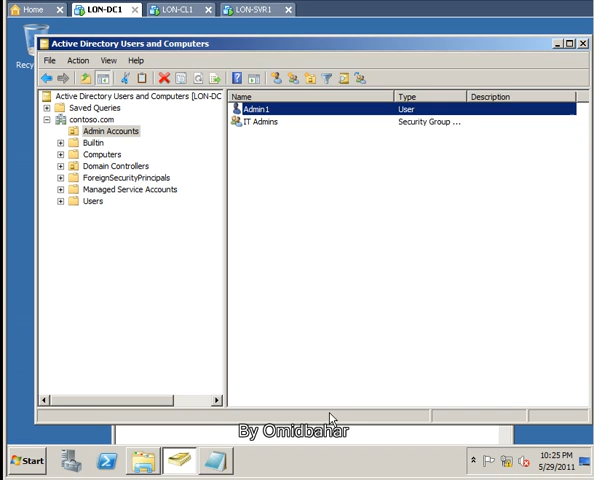 Home
LON-DC1
LON-CL1
LON-SVR1
Recy
Active Directory Users and Computers
File Action View Help
Active Directory Users and Computers [LON-DC
Saved Queries
contoso.com
Admin Accounts
Builtin
Computers
Domain Controllers
ForeignSecurityPrincipals
Managed Service Accounts
Users
Name Type Description
Admin1 User
IT Admins Security Group ...
By Omidbahar
Start
10:25 PM
5/29/2011